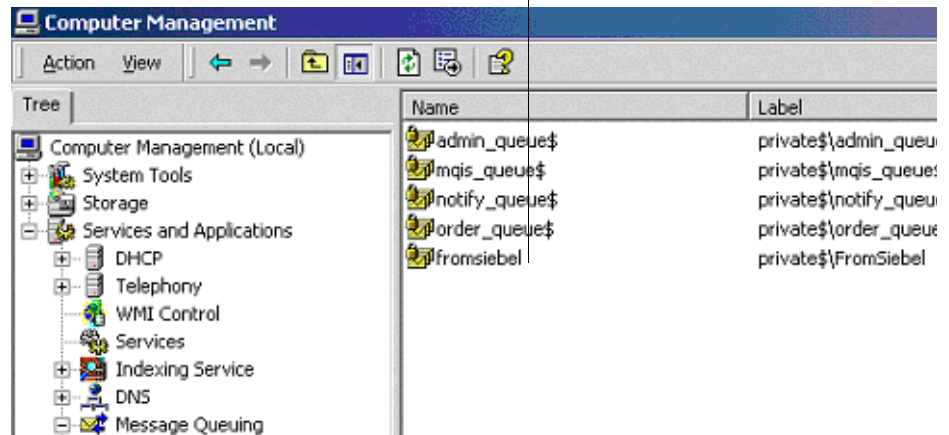 Computer Management
Action View
Tree
Name Label
Computer Management (Local)
System Tools
Storage
Services and Applications
DHCP
Telephony
WMI Control
Services
Indexing Service
DNS
Message Queuing
admin_queue$ private$\admin_queu
mqis_queue$ private$\mqis_queue$
notify_queue$ private$\notify_queu
order_queue$ private$\order_queue
fromsiebel private$\FromSiebel